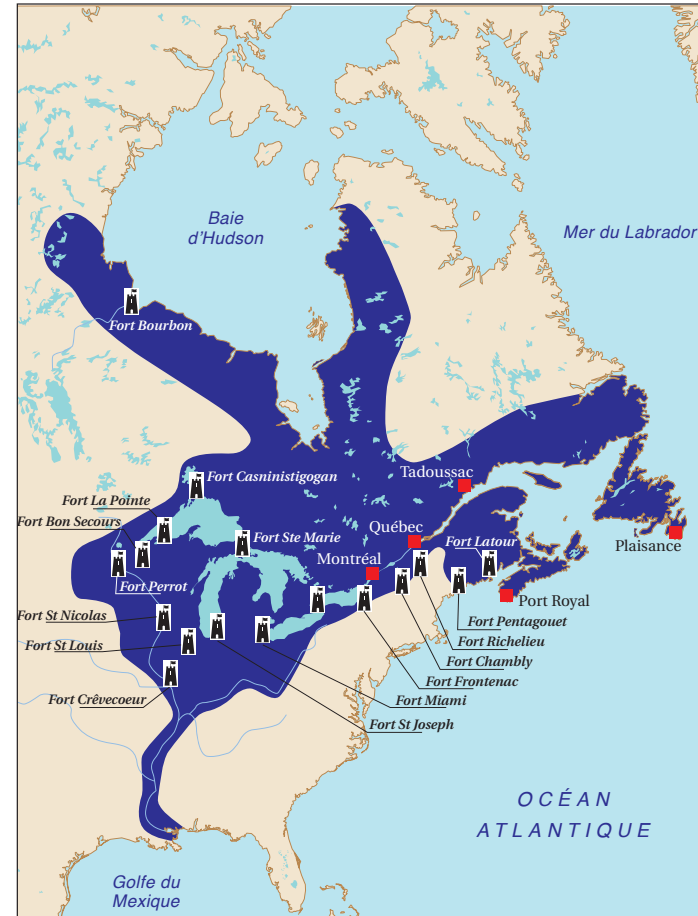 Baie
d'Hudson
Mer du Labrador
Fort Bourbon
Tadoussac
Fort Casninistigogan
Fort La Pointe
Fort Bon Secours
Québec
Fort Ste Marie
Fort Latour
Plaisance
Montréal
Fort Perrot
Port Royal
Fort St Nicolas
Fort Pentagouet
Fort Richelieu
Fort St Louis
Fort Chambly
Fort Frontenac
Fort Crêvecoeur
Fort Miami
Fort St Joseph
OCÉAN
ATLANTIQUE
Golfe du
Mexique